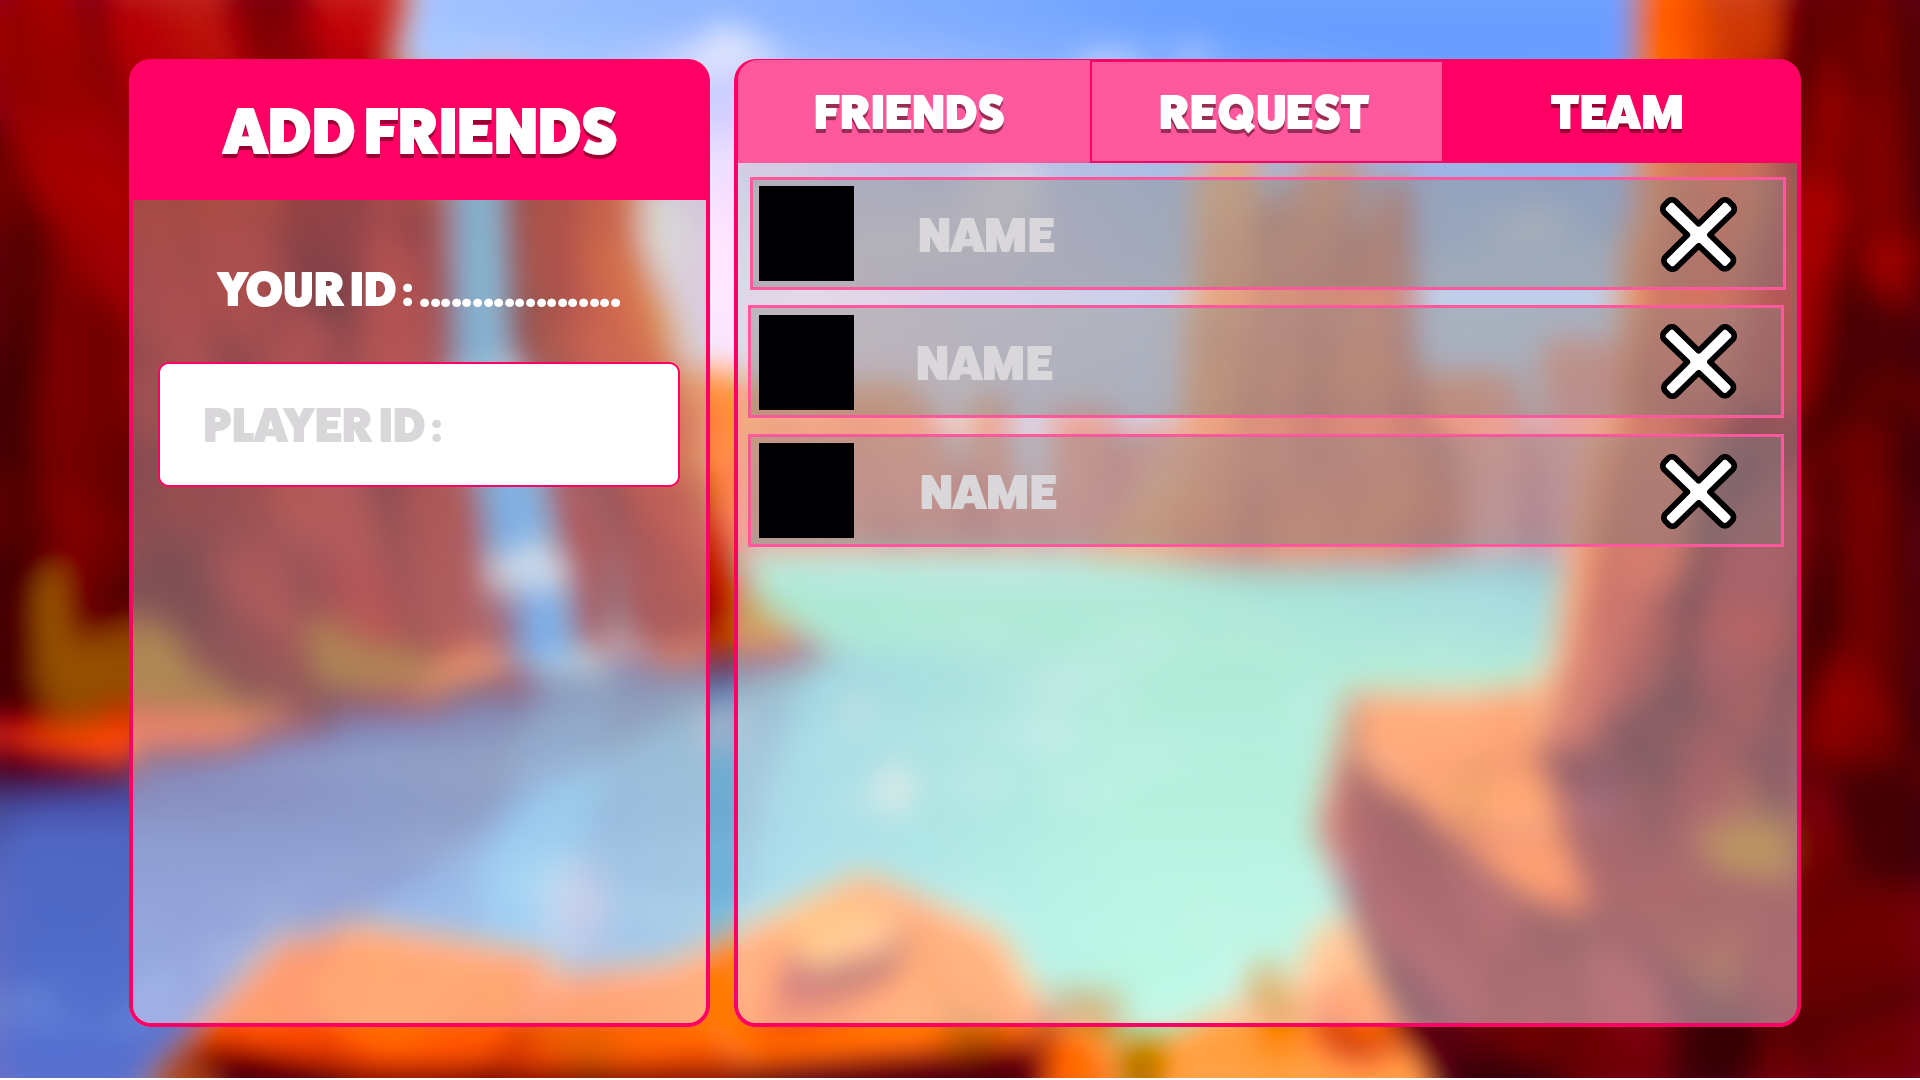 ADD FRIENDS
YOUR ID : ...................
PLAYER ID :
FRIENDS
REQUEST
TEAM
NAME
NAME
NAME